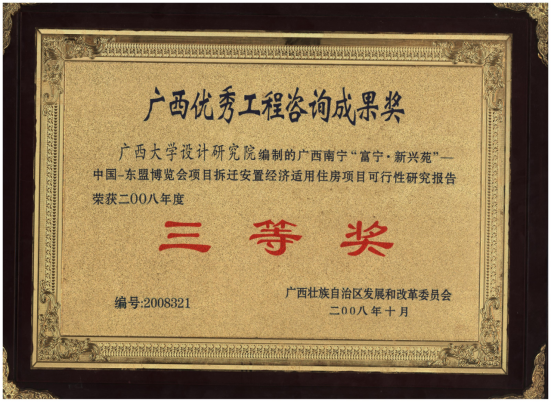 广西优秀工程咨询成果奖
广西大学设计研究院编制的广西南宁“富宁·新兴苑”—
中国-东盟博览会项目拆迁安置经济适用住房项目可行性研究报告
荣获二00八年度
三等奖
编号:2008321
广西壮族自治区发展和改革委员会
二00八年十月